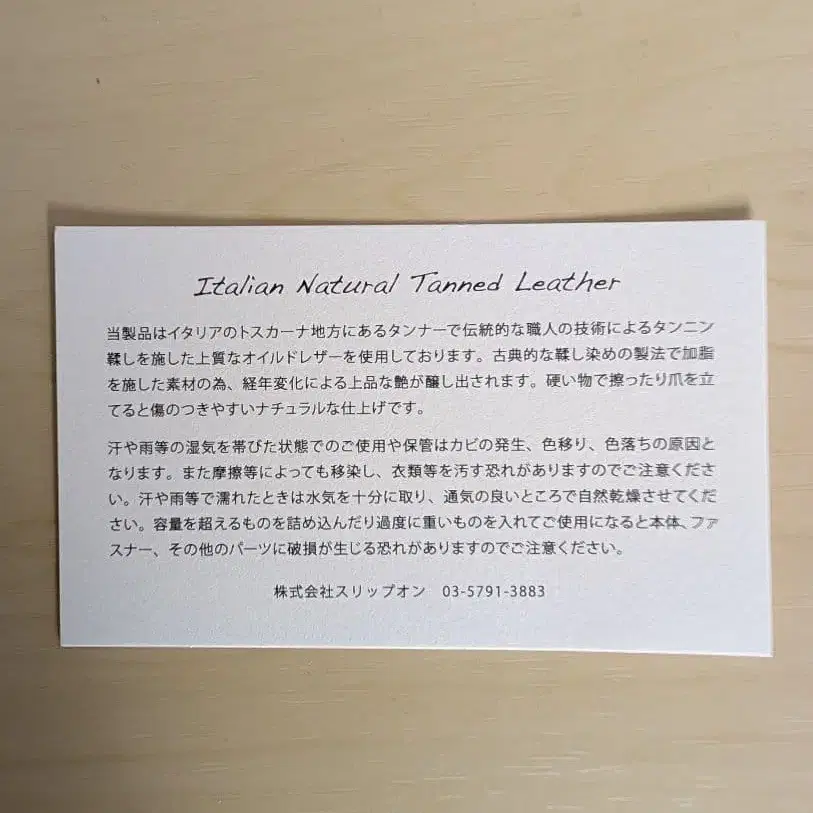 Italian Natural Tanned Leather
当製品はイタリアのトスカーナ地方にあるタンナーで伝統的な職人の技術によるタンニン
鞣しを施した上質なオイルドレザーを使用しております。古典的な鞣し染めの製法で加脂
を施した素材の為、経年変化による上品な艶が醸し出されます。硬い物で擦ったり爪を立
てると傷のつきやすいナチュラルな仕上げです。
汗や雨等の湿気を帯びた状態でのご使用や保管はカビの発生、色移り、色落ちの原因と
なります。また摩擦等によっても移染し、衣類等を汚す恐れがありますのでご注意くださ
い。汗や雨等で濡れたときは水気を十分に取り、通気の良いところで自然乾燥させてくだ
さい。容量を超えるものを詰め込んだり過度に重いものを入れてご使用になると本体、ファ
スナー、その他のパーツに破損が生じる恐れがありますのでご注意ください。
株式会社スリップオン 03-5791-3883